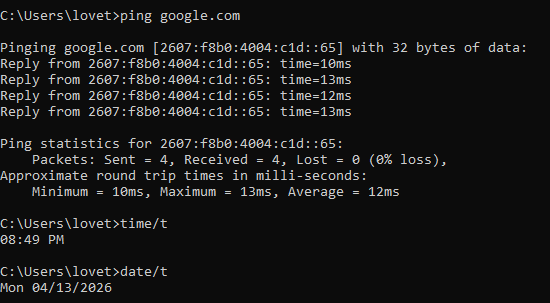 C:\Users\lovet>ping google.com
Pinging google.com [2607:f8b0:4004:c1d::65] with 32 bytes of data:
Reply from 2607:f8b0:4004:c1d::65: time=10ms
Reply from 2607:f8b0:4004:c1d::65: time=13ms
Reply from 2607:f8b0:4004:c1d::65: time=12ms
Reply from 2607:f8b0:4004:c1d::65: time=13ms
Ping statistics for 2607:f8b0:4004:c1d::65:
    Packets: Sent = 4, Received = 4, Lost = 0 (0% loss),
Approximate round trip times in milli-seconds:
    Minimum = 10ms, Maximum = 13ms, Average = 12ms
C:\Users\lovet>time/t
08:49 PM
C:\Users\lovet>date/t
Mon 04/13/2026